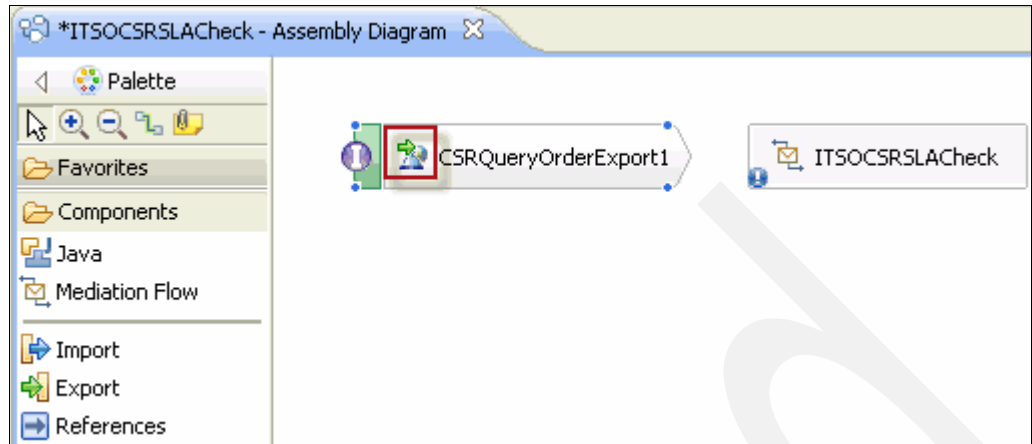 *ITSOCSRSLACheck - Assembly Diagram
Palette
Favorites
Components
Java
Mediation Flow
Import
Export
References
I CSRQueryOrderExport1
ITSOCSRSLACheck